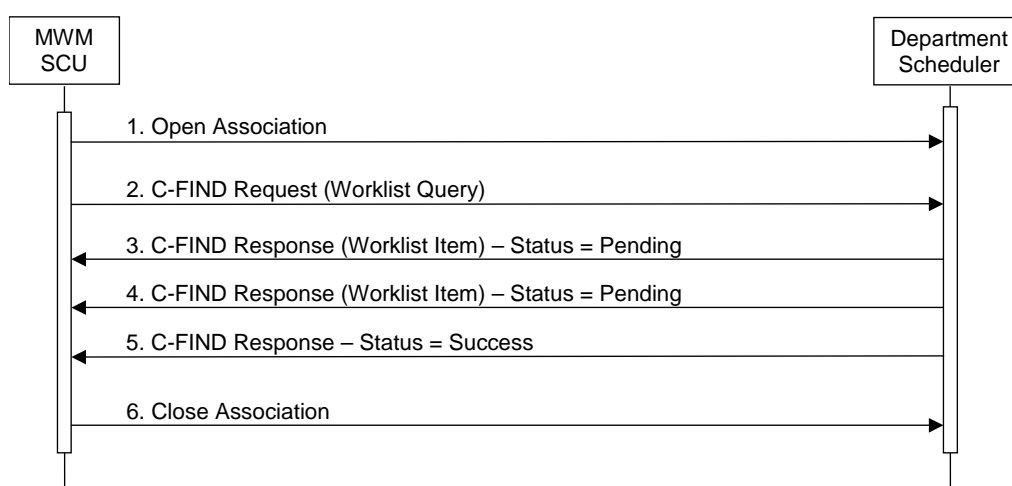 MWM
SCU
Department
Scheduler
1. Open Association
2. C-FIND Request (Worklist Query)
3. C-FIND Response (Worklist Item) – Status = Pending
4. C-FIND Response (Worklist Item) – Status = Pending
5. C-FIND Response – Status = Success
6. Close Association